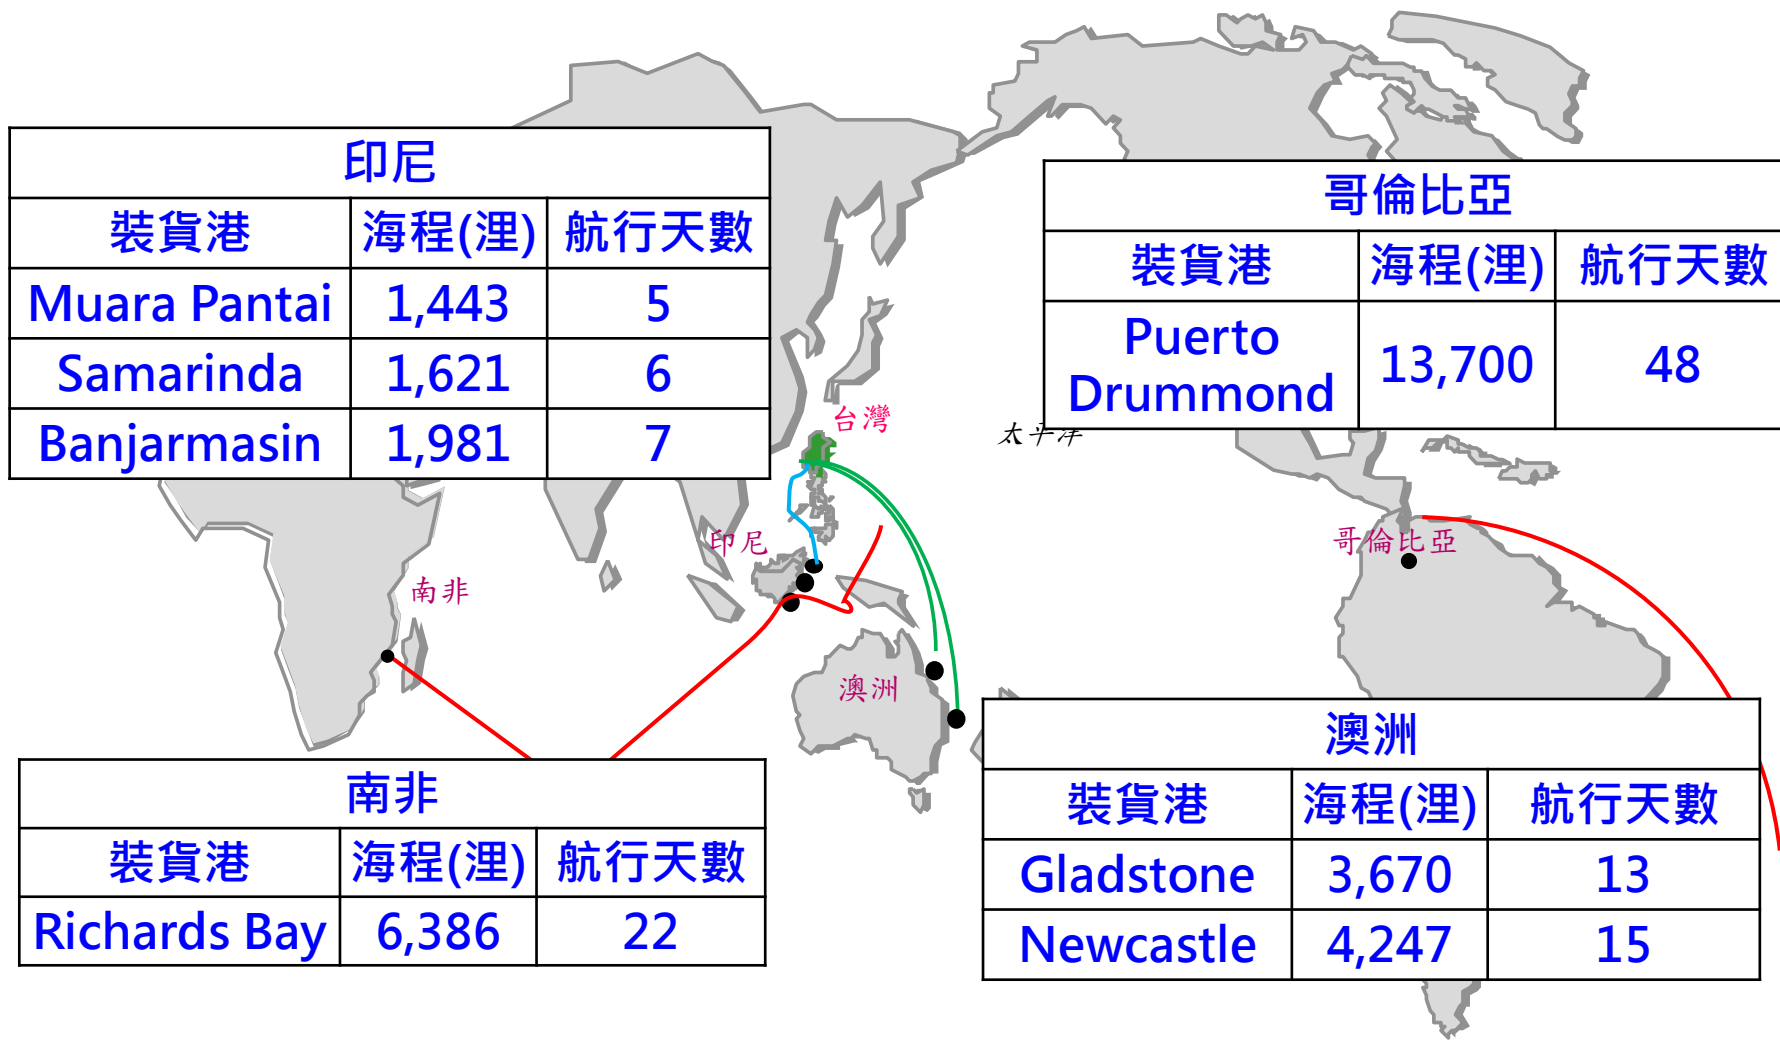 印尼
裝貨港 海程(浬) 航行天數
Muara Pantai 1,443 5
Samarinda 1,621 6
Banjarmasin 1,981 7
哥倫比亞
裝貨港 海程(浬) 航行天數
Puerto
Drummond 13,700 48
台灣
太平洋
印尼
哥倫比亞
南非
澳洲
南非
裝貨港 海程(浬) 航行天數
Richards Bay 6,386 22
澳洲
裝貨港 海程(浬) 航行天數
Gladstone 3,670 13
Newcastle 4,247 15